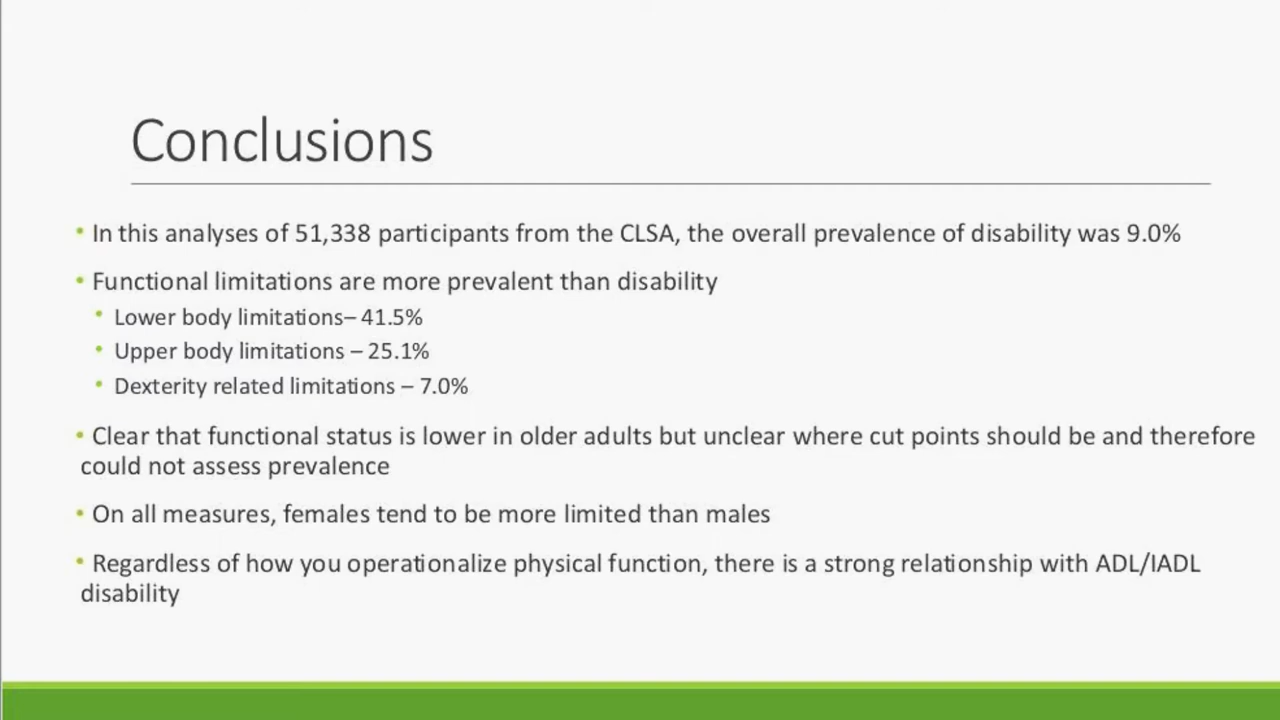 Conclusions
• In this analyses of 51,338 participants from the CLSA, the overall prevalence of disability was 9.0%
• Functional limitations are more prevalent than disability
• Lower body limitations– 41.5%
• Upper body limitations – 25.1%
• Dexterity related limitations – 7.0%
• Clear that functional status is lower in older adults but unclear where cut points should be and therefore
could not assess prevalence
• On all measures, females tend to be more limited than males
• Regardless of how you operationalize physical function, there is a strong relationship with ADL/IADL
disability